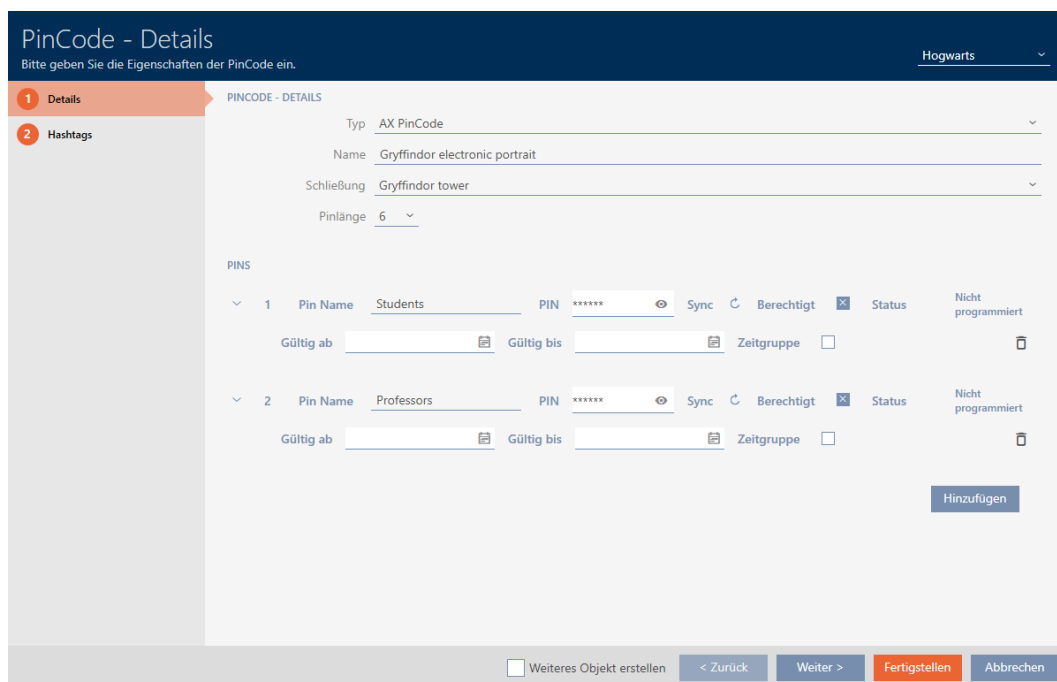 PinCode - Details
Bitte geben Sie die Eigenschaften der PinCode ein.
Hogwarts
1 Details
2 Hashtags
PINCODE - DETAILS
Typ AX PinCode
Name Gryffindor electronic portrait
Schließung Gryffindor tower
Pinlänge 6
PINS
1 Pin Name Students PIN ****** Sync Berechtigt Status Nicht
programmiert
Gültig ab Gültig bis Zeitgruppe
2 Pin Name Professors PIN ****** Sync Berechtigt Status Nicht
programmiert
Gültig ab Gültig bis Zeitgruppe
Hinzufügen
Weiteres Objekt erstellen < Zurück Weiter > Fertigstellen Abbrechen